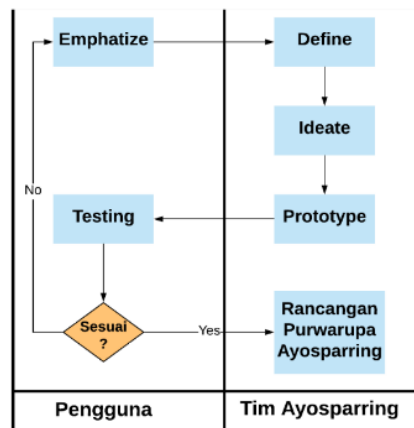 Emphatize
Define
Ideate
No
Testing
Prototype
Sesuai
?
Yes
Rancangan
Purwarupa
Ayosparring
Pengguna
Tim Ayosparring